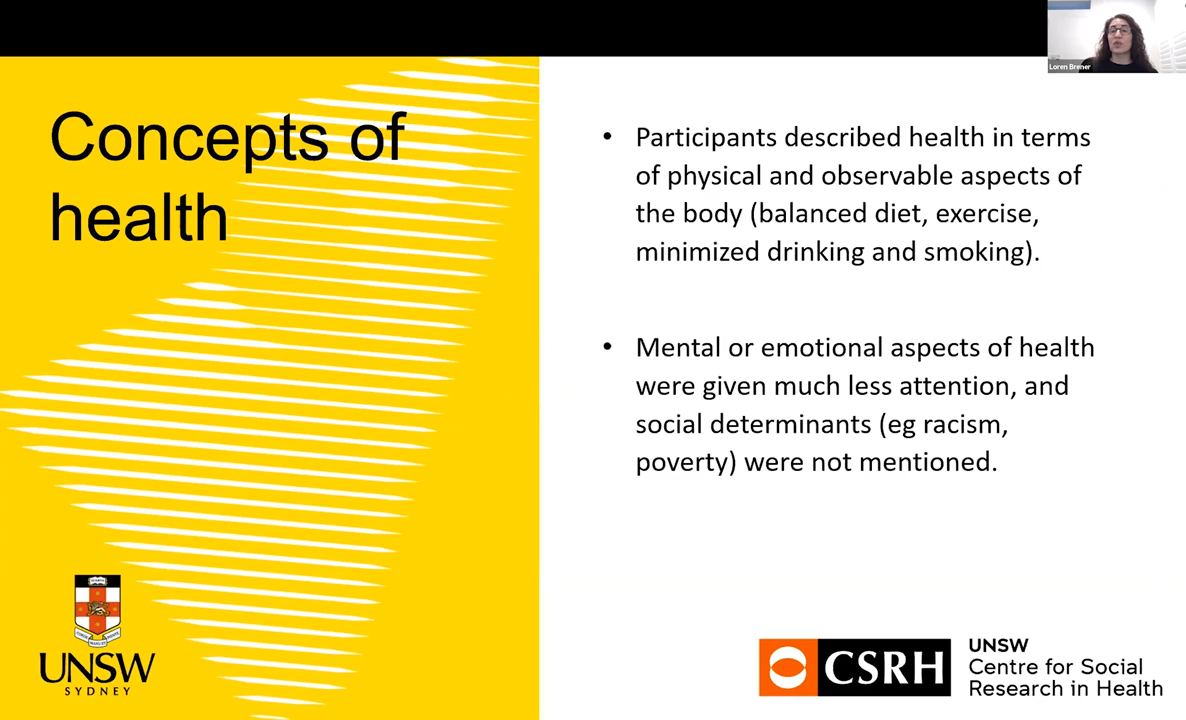 Loren Brener
Concepts of
health
• Participants described health in terms
of physical and observable aspects of
the body (balanced diet, exercise,
minimized drinking and smoking).
• Mental or emotional aspects of health
were given much less attention, and
social determinants (eg racism,
poverty) were not mentioned.
UNSW
SYDNEY
CSRH
UNSW
Centre for Social
Research in Health